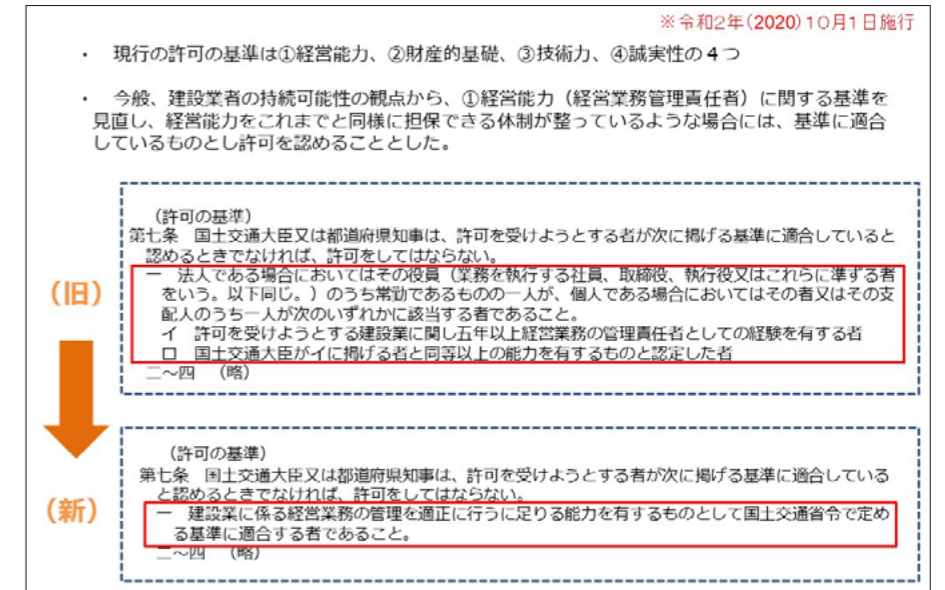 ※令和2年(2020)10月1日施行
・ 現行の許可の基準は①経営能力、②財産的基礎、③技術力、④誠実性の4つ
・ 今般、建設業者の持続可能性の観点から、①経営能力(経営業務管理責任者)に関する基準を
見直し、経営能力をこれまでと同様に担保できる体制が整っているような場合には、基準に適合
しているものとし許可を認めることとした。
(旧)
(許可の基準)
第七条 国土交通大臣又は都道府県知事は、許可を受けようとする者が次に掲げる基準に適合していると
認めるときでなければ、許可をしてはならない。
一 法人である場合においてはその役員(業務を執行する社員、取締役、執行役又はこれらに準ずる者
をいう。以下同じ。)のうち常勤であるものの一人が、個人である場合においてはその者又はその支
配人のうち一人が次のいずれかに該当する者であること。
イ 許可を受けようとする建設業に関し五年以上経営業務の管理責任者としての経験を有する者
ロ 国土交通大臣がイに掲げる者と同等以上の能力を有するものと認定した者
二~四 (略)
(新)
(許可の基準)
第七条 国土交通大臣又は都道府県知事は、許可を受けようとする者が次に掲げる基準に適合している
と認めるときでなければ、許可をしてはならない。
一 建設業に係る経営業務の管理を適正に行うに足りる能力を有するものとして国土交通省令で定め
る基準に適合する者であること。
二~四 (略)